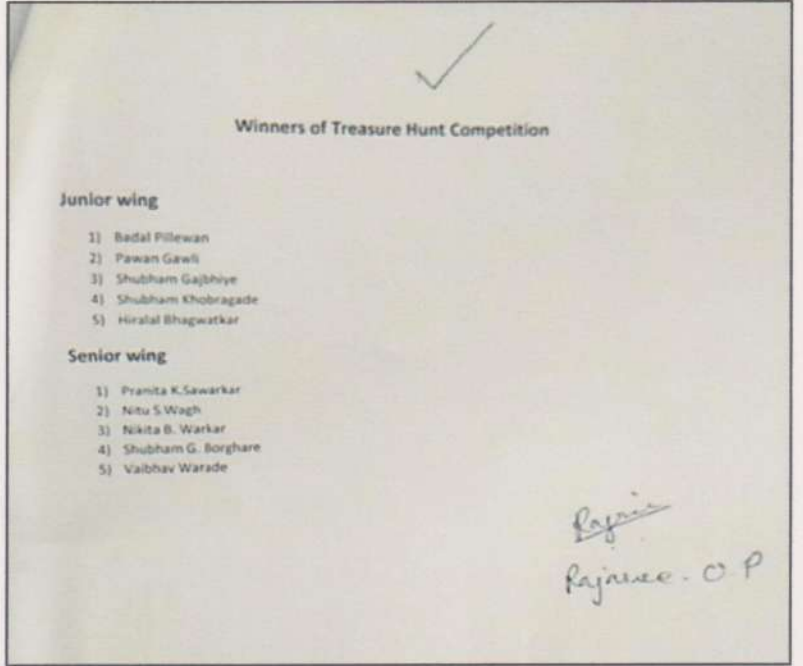 Winners of Treasure Hunt Competition
Junior wing
1) Badal Pillewan
2) Pawan Gawli
3) Shubham Gajbhiye
4) Shubham Khobragade
5) Hiralal Bhagwatkar
Senior wing
1) Pranita K.Sawarkar
2) Nitu S.Wagh
3) Nikita B. Warkar
4) Shubham G. Borghare
5) Vaibhav Warade
Rajnee - O P